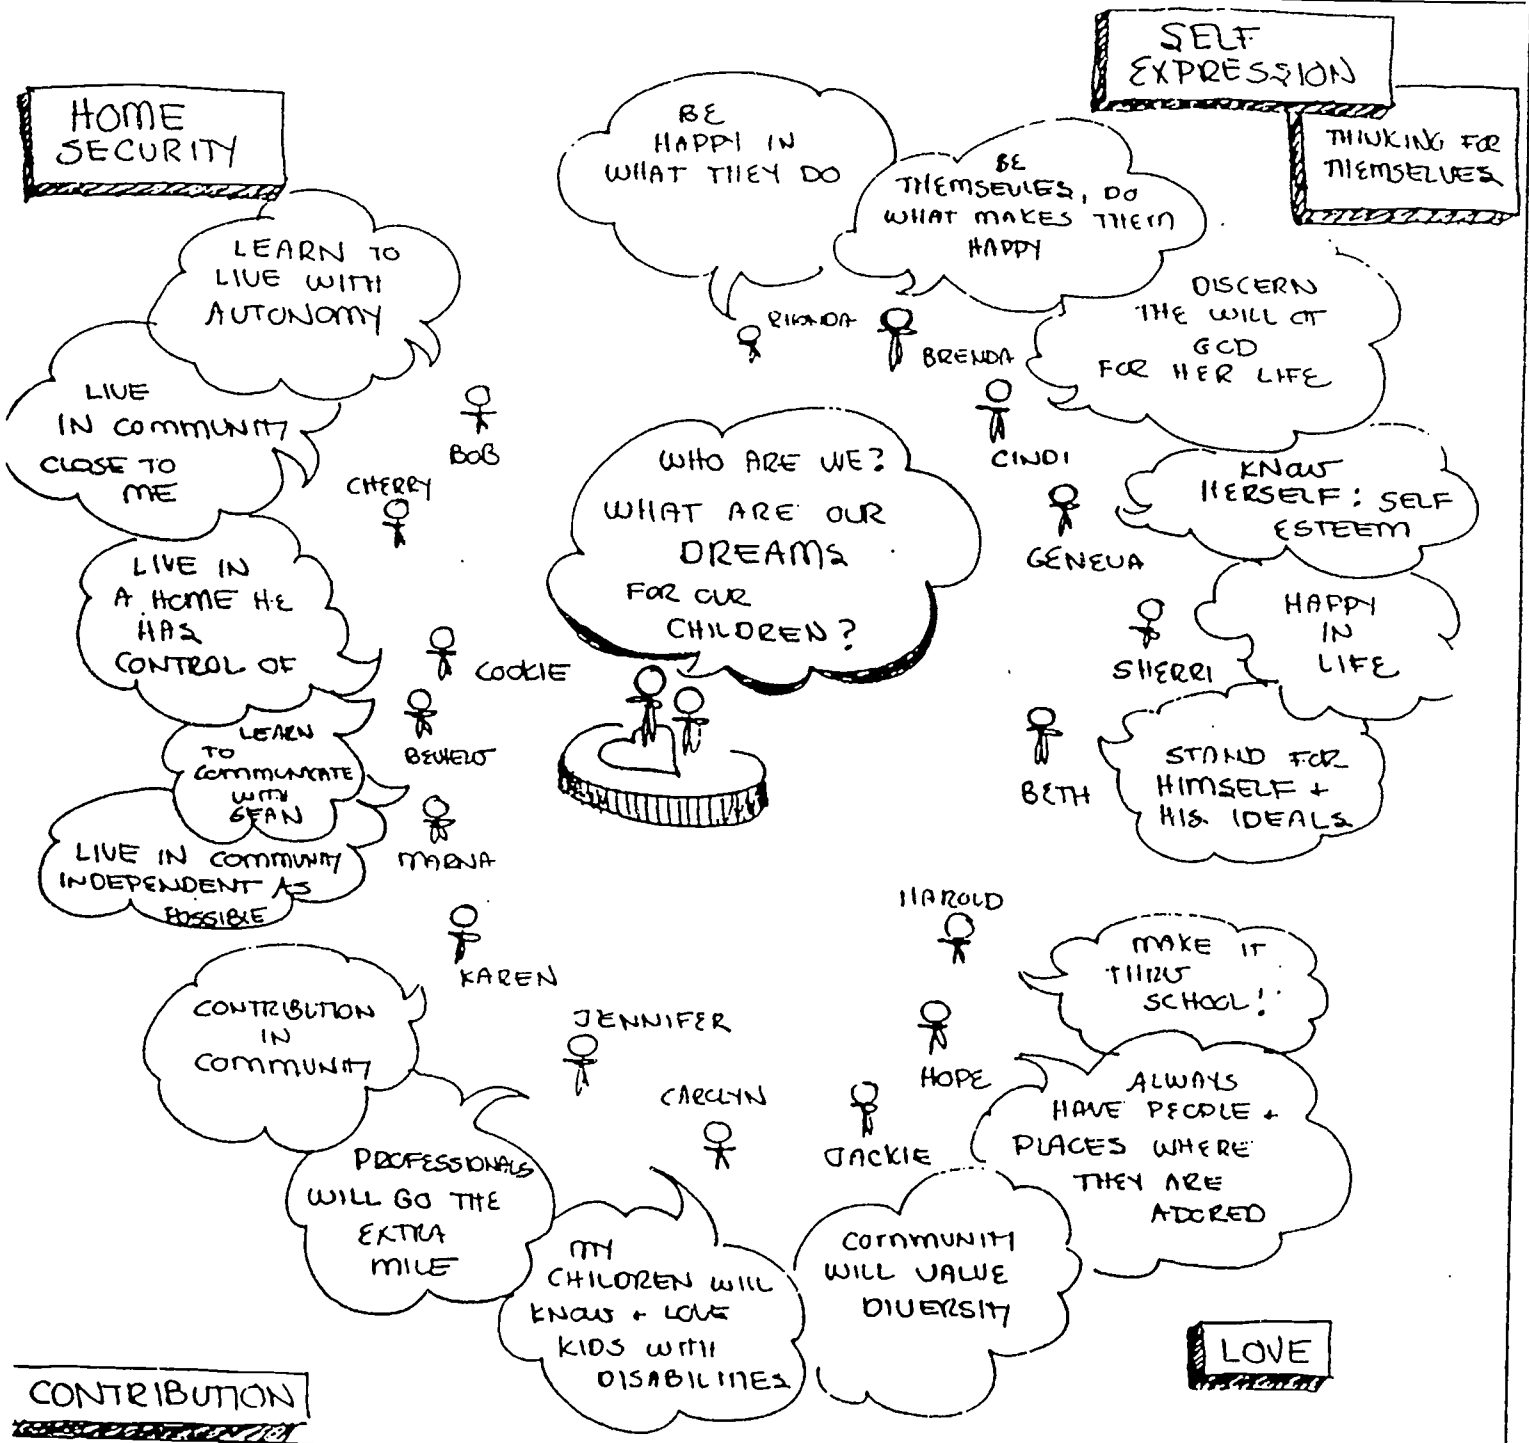 HOME
SECURITY
SELF
EXPRESSION
THINKING FOR
THEMSELVES
BE
HAPPY IN
WHAT THEY DO
BE
THEMSELVES, DO
WHAT MAKES THEM
HAPPY
LEARN TO
LIVE WITH
AUTONOMY
DISCERN
THE WILL OF
GOD
FOR HER LIFE
RHONDA
BRENDA
LIVE
IN COMMUNITY
CLOSE TO
ME
BOB
CINDI
CHERRY
WHO ARE WE?
WHAT ARE OUR
DREAMS
FOR OUR
CHILDREN?
KNOW
HERSELF: SELF
ESTEEM
GENEVA
LIVE IN
A HOME HE
HAS
CONTROL OF
COOKIE
HAPPY
IN
LIFE
SHERRI
LEARN
TO
COMMUNICATE
WITH
SEAN
STAND FOR
HIMSELF +
HIS IDEALS
BETH
LIVE IN COMMUNITY
INDEPENDENT AS
POSSIBLE
MARNA
HAROLD
MAKE IT
THRU
SCHOOL!
KAREN
CONTRIBUTION
IN
COMMUNITY
JENNIFER
HOPE
ALWAYS
HAVE PEOPLE +
PLACES WHERE
THEY ARE
ADORED
CAROLYN
JACKIE
PROFESSIONALS
WILL GO THE
EXTRA
MILE
MY
CHILDREN WILL
KNOW + LOVE
KIDS WITH
DISABILITIES
COMMUNITY
WILL VALUE
DIVERSITY
LOVE
CONTRIBUTION